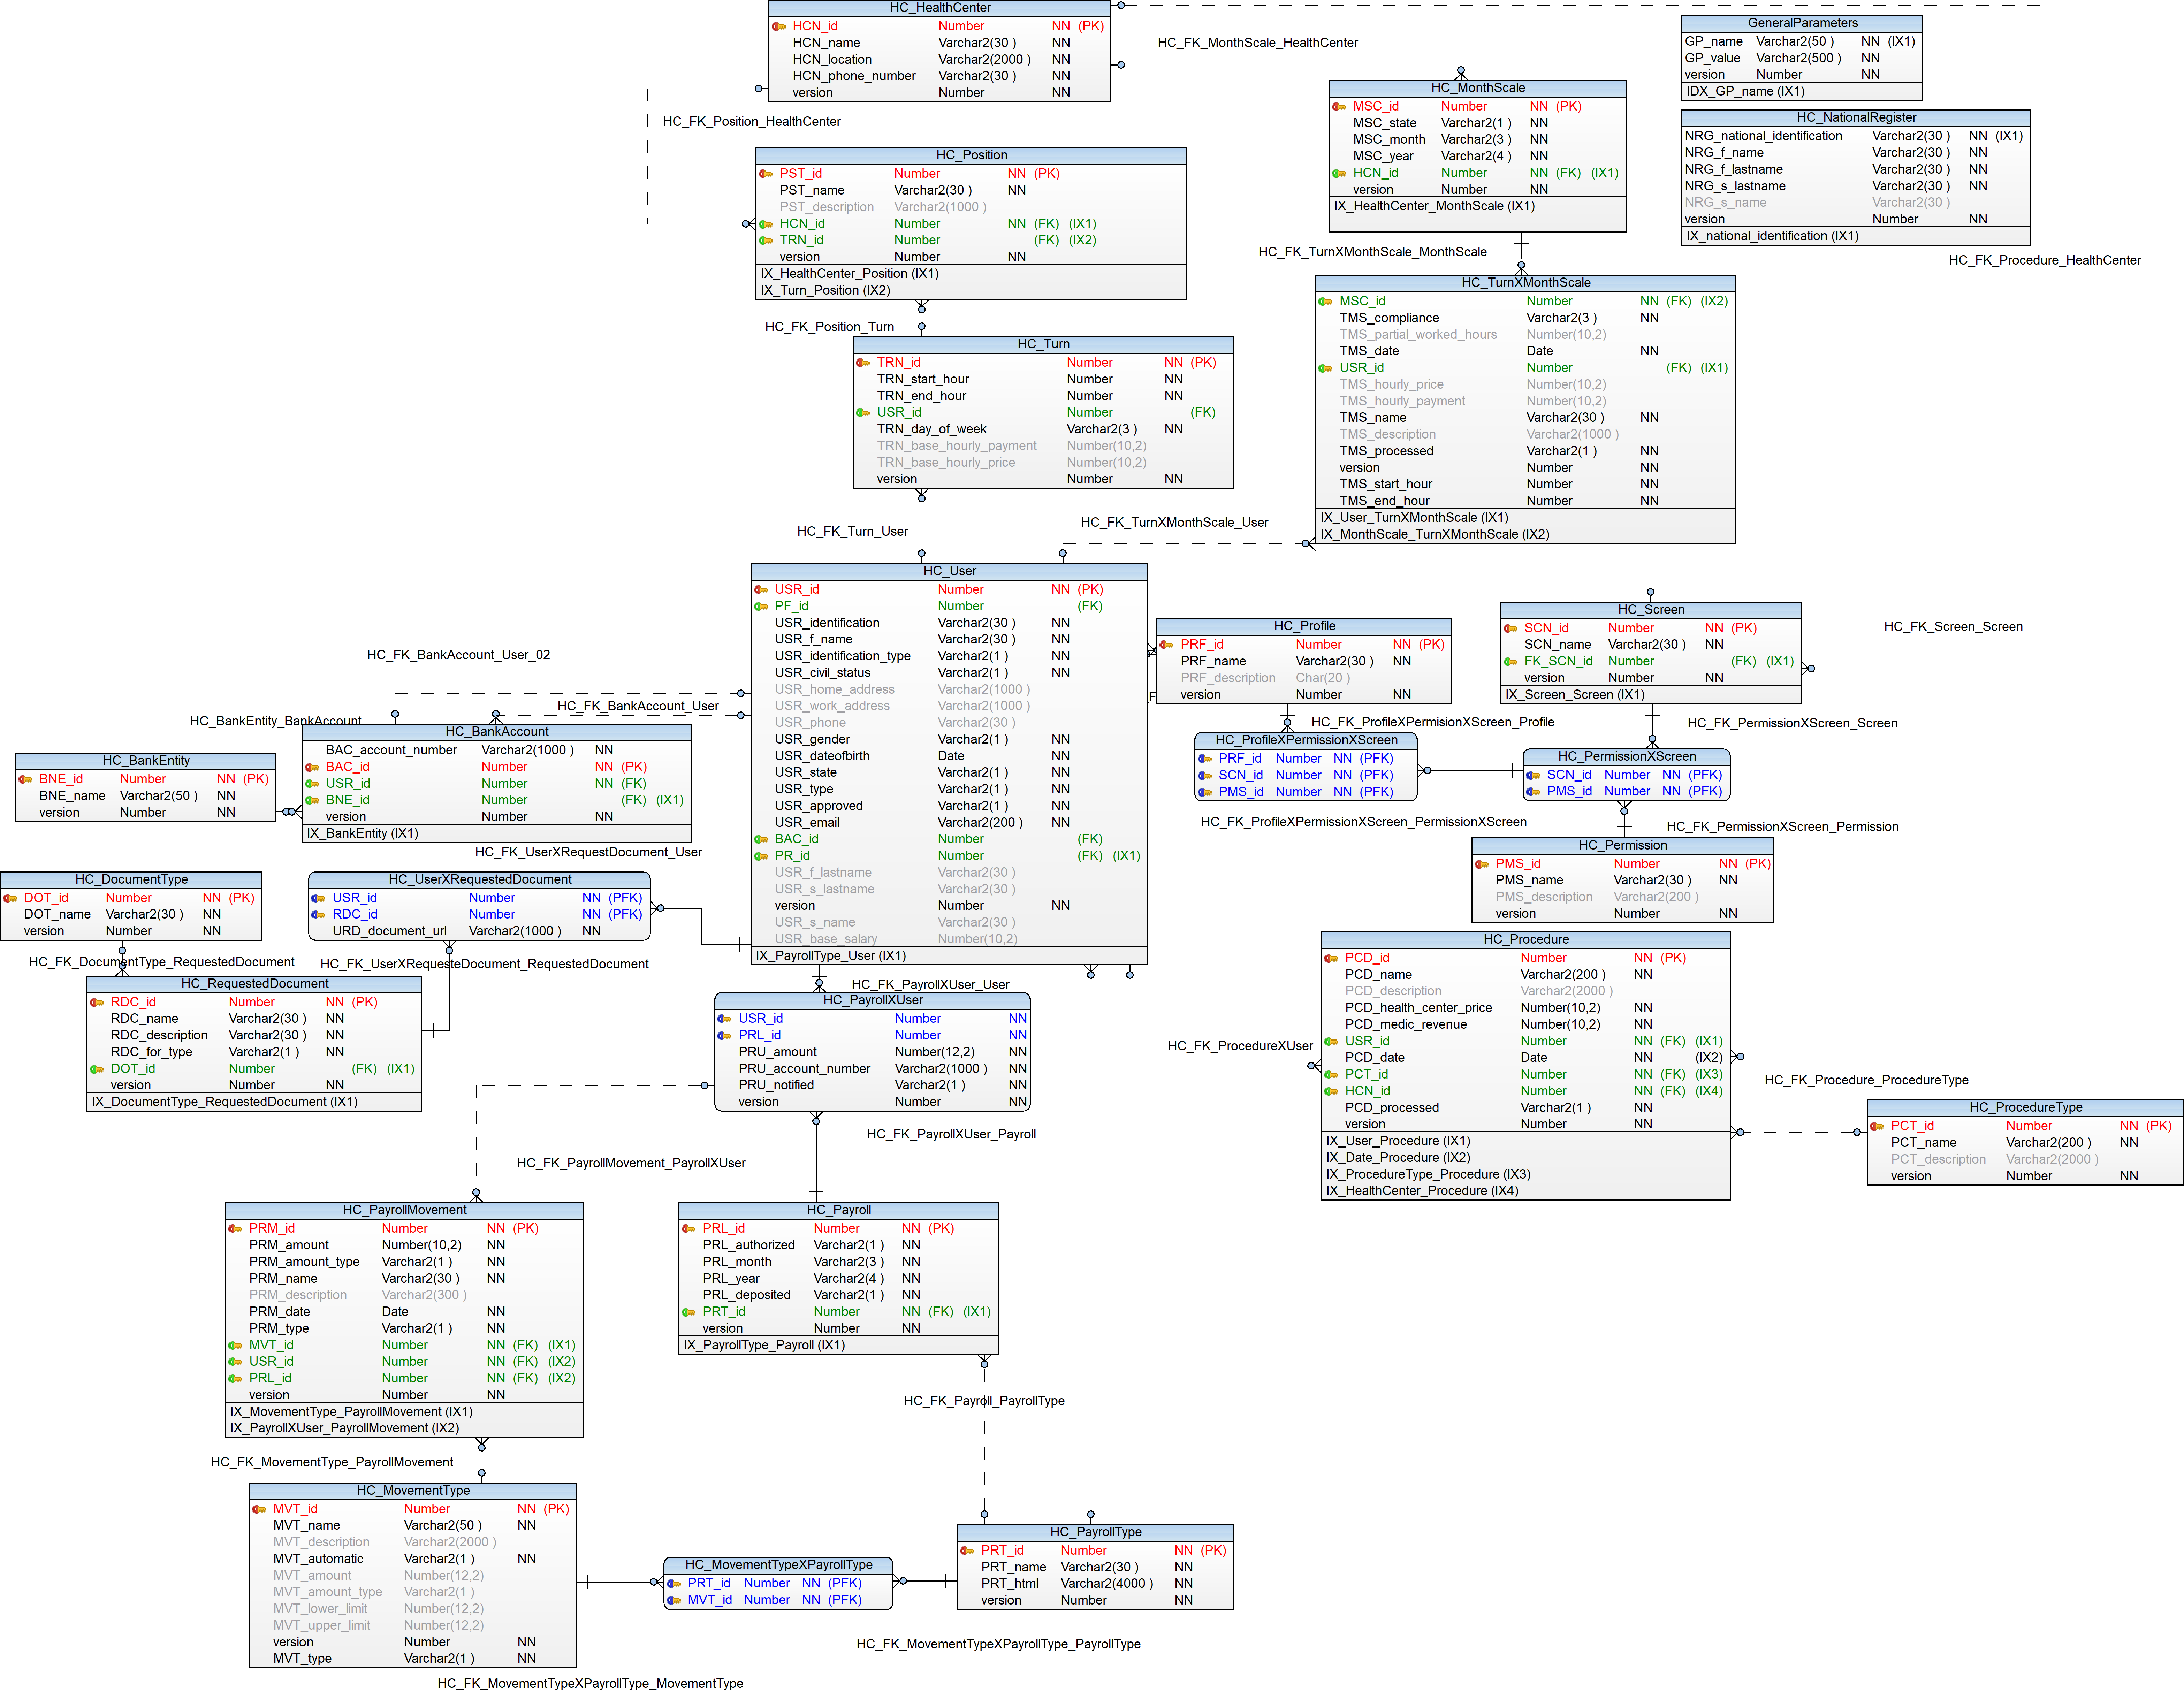 HC_HealthCenter
HCN_id Number NN (PK)
HCN_name Varchar2(30 ) NN
HCN_location Varchar2(2000 ) NN
HCN_phone_number Varchar2(30 ) NN
version Number NN
HC_FK_MonthScale_HealthCenter
HC_FK_Position_HealthCenter
GeneralParameters
GP_name Varchar2(50 ) NN (IX1)
GP_value Varchar2(500 ) NN
version Number NN
IDX_GP_name (IX1)
HC_MonthScale
MSC_id Number NN (PK)
MSC_state Varchar2(1 ) NN
MSC_month Varchar2(3 ) NN
MSC_year Varchar2(4 ) NN
HCN_id Number NN (FK) (IX1)
version Number NN
IX_HealthCenter_MonthScale (IX1)
HC_NationalRegister
NRG_national_identification Varchar2(30 ) NN (IX1)
NRG_f_name Varchar2(30 ) NN
NRG_f_lastname Varchar2(30 ) NN
NRG_s_lastname Varchar2(30 ) NN
NRG_s_name Varchar2(30 )
version Number NN
IX_national_identification (IX1)
HC_FK_Procedure_HealthCenter
HC_Position
PST_id Number NN (PK)
PST_name Varchar2(30 ) NN
PST_description Varchar2(1000 )
HCN_id Number NN (FK) (IX1)
TRN_id Number (FK) (IX2)
version Number NN
IX_HealthCenter_Position (IX1)
IX_Turn_Position (IX2)
HC_FK_TurnXMonthScale_MonthScale
HC_FK_Position_Turn
HC_TurnXMonthScale
MSC_id Number NN (FK) (IX2)
TMS_compliance Varchar2(3 ) NN
TMS_partial_worked_hours Number(10,2)
TMS_date Date NN
USR_id Number (FK) (IX1)
TMS_hourly_price Number(10,2)
TMS_hourly_payment Number(10,2)
TMS_name Varchar2(30 ) NN
TMS_description Varchar2(1000 )
TMS_processed Varchar2(1 ) NN
version Number NN
TMS_start_hour Number NN
TMS_end_hour Number NN
IX_User_TurnXMonthScale (IX1)
IX_MonthScale_TurnXMonthScale (IX2)
HC_Turn
TRN_id Number NN (PK)
TRN_start_hour Number NN
TRN_end_hour Number NN
USR_id Number (FK)
TRN_day_of_week Varchar2(3 ) NN
TRN_base_hourly_payment Number(10,2)
TRN_base_hourly_price Number(10,2)
version Number NN
HC_FK_Turn_User
HC_FK_TurnXMonthScale_User
HC_User
USR_id Number NN (PK)
PF_id Number (FK)
USR_identification Varchar2(30 ) NN
USR_f_name Varchar2(30 ) NN
USR_identification_type Varchar2(1 ) NN
USR_civil_status Varchar2(1 ) NN
USR_home_address Varchar2(1000 )
USR_work_address Varchar2(1000 )
USR_phone Varchar2(30 )
USR_gender Varchar2(1 ) NN
USR_dateofbirth Date NN
USR_state Varchar2(1 ) NN
USR_type Varchar2(1 ) NN
USR_approved Varchar2(1 ) NN
USR_email Varchar2(200 ) NN
BAC_id Number (FK)
PR_id Number (FK) (IX1)
USR_f_lastname Varchar2(30 )
USR_s_lastname Varchar2(30 )
version Number NN
USR_s_name Varchar2(30 )
USR_base_salary Number(10,2)
IX_PayrollType_User (IX1)
HC_Profile
PRF_id Number NN (PK)
PRF_name Varchar2(30 ) NN
PRF_description Char(20 )
version Number NN
F
HC_Screen
SCN_id Number NN (PK)
SCN_name Varchar2(30 ) NN
FK_SCN_id Number (FK) (IX1)
version Number NN
IX_Screen_Screen (IX1)
HC_FK_Screen_Screen
HC_FK_ProfileXPermisionXScreen_Profile
HC_FK_PermissionXScreen_Screen
HC_ProfileXPermissionXScreen
PRF_id Number NN (PFK)
SCN_id Number NN (PFK)
PMS_id Number NN (PFK)
HC_PermissionXScreen
SCN_id Number NN (PFK)
PMS_id Number NN (PFK)
HC_FK_ProfileXPermissionXScreen_PermissionXScreen
HC_FK_PermissionXScreen_Permission
HC_Permission
PMS_id Number NN (PK)
PMS_name Varchar2(30 ) NN
PMS_description Varchar2(200 )
version Number NN
HC_FK_BankAccount_User_02
HC_FK_BankAccount_User
HC_BankEntity_BankAccount
HC_BankAccount
BAC_account_number Varchar2(1000 ) NN
BAC_id Number NN (PK)
USR_id Number NN (FK)
BNE_id Number (FK) (IX1)
version Number NN
IX_BankEntity (IX1)
HC_BankEntity
BNE_id Number NN (PK)
BNE_name Varchar2(50 ) NN
version Number NN
HC_FK_UserXRequestDocument_User
HC_DocumentType
DOT_id Number NN (PK)
DOT_name Varchar2(30 ) NN
version Number NN
HC_UserXRequestedDocument
USR_id Number NN (PFK)
RDC_id Number NN (PFK)
URD_document_url Varchar2(1000 ) NN
HC_FK_DocumentType_RequestedDocument
HC_FK_UserXRequesteDocument_RequestedDocument
HC_RequestedDocument
RDC_id Number NN (PK)
RDC_name Varchar2(30 ) NN
RDC_description Varchar2(30 ) NN
RDC_for_type Varchar2(1 ) NN
DOT_id Number (FK) (IX1)
version Number NN
IX_DocumentType_RequestedDocument (IX1)
HC_FK_PayrollXUser_User
HC_PayrollXUser
USR_id Number NN
PRL_id Number NN
PRU_amount Number(12,2) NN
PRU_account_number Varchar2(1000 ) NN
PRU_notified Varchar2(1 ) NN
version Number NN
HC_FK_PayrollXUser_Payroll
HC_FK_PayrollMovement_PayrollXUser
HC_FK_ProcedureXUser
HC_Procedure
PCD_id Number NN (PK)
PCD_name Varchar2(200 ) NN
PCD_description Varchar2(2000 )
PCD_health_center_price Number(10,2) NN
PCD_medic_revenue Number(10,2) NN
USR_id Number NN (FK) (IX1)
PCD_date Date NN (IX2)
PCT_id Number NN (FK) (IX3)
HCN_id Number NN (FK) (IX4)
PCD_processed Varchar2(1 ) NN
version Number NN
IX_User_Procedure (IX1)
IX_Date_Procedure (IX2)
IX_ProcedureType_Procedure (IX3)
IX_HealthCenter_Procedure (IX4)
HC_FK_Procedure_ProcedureType
HC_ProcedureType
PCT_id Number NN (PK)
PCT_name Varchar2(200 ) NN
PCT_description Varchar2(2000 )
version Number NN
HC_PayrollMovement
PRM_id Number NN (PK)
PRM_amount Number(10,2) NN
PRM_amount_type Varchar2(1 ) NN
PRM_name Varchar2(30 ) NN
PRM_description Varchar2(300 )
PRM_date Date NN
PRM_type Varchar2(1 ) NN
MVT_id Number NN (FK) (IX1)
USR_id Number NN (FK) (IX2)
PRL_id Number NN (FK) (IX2)
version Number NN
IX_MovementType_PayrollMovement (IX1)
IX_PayrollXUser_PayrollMovement (IX2)
HC_Payroll
PRL_id Number NN (PK)
PRL_authorized Varchar2(1 ) NN
PRL_month Varchar2(3 ) NN
PRL_year Varchar2(4 ) NN
PRL_deposited Varchar2(1 ) NN
PRT_id Number NN (FK) (IX1)
version Number NN
IX_PayrollType_Payroll (IX1)
HC_FK_Payroll_PayrollType
HC_FK_MovementType_PayrollMovement
HC_MovementType
MVT_id Number NN (PK)
MVT_name Varchar2(50 ) NN
MVT_description Varchar2(2000 )
MVT_automatic Varchar2(1 ) NN
MVT_amount Number(12,2)
MVT_amount_type Varchar2(1 )
MVT_lower_limit Number(12,2)
MVT_upper_limit Number(12,2)
version Number NN
MVT_type Varchar2(1 ) NN
HC_MovementTypeXPayrollType
PRT_id Number NN (PFK)
MVT_id Number NN (PFK)
HC_PayrollType
PRT_id Number NN (PK)
PRT_name Varchar2(30 ) NN
PRT_html Varchar2(4000 ) NN
version Number NN
HC_FK_MovementTypeXPayrollType_PayrollType
HC_FK_MovementTypeXPayrollType_MovementType